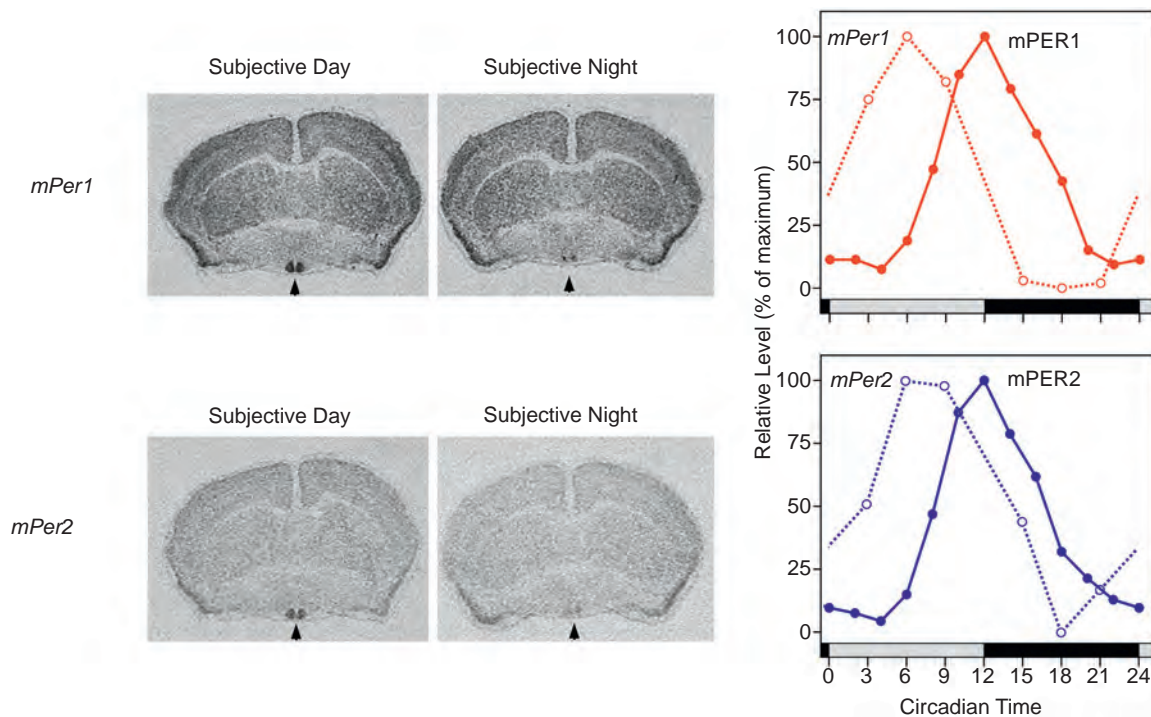 Subjective Day
Subjective Night
mPer1
Subjective Day
Subjective Night
mPer2
Relative Level (% of maximum)
100
75
50
25
0
mPer1
mPER1
100
75
50
25
0
mPer2
mPER2
0 3 6 9 12 15 18 21 24
Circadian Time